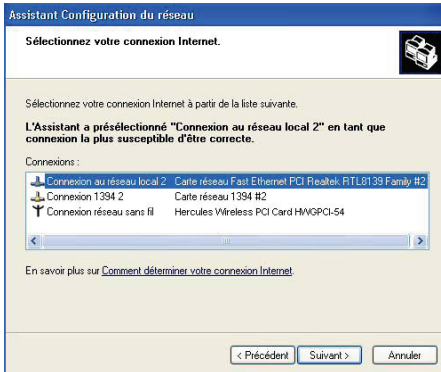 Assistant Configuration du réseau
Sélectionnez votre connexion Internet.
Sélectionnez votre connexion Internet à partir de la liste suivante.
L'Assistant a présélectionné "Connexion au réseau local 2" en tant que
connexion la plus susceptible d'être correcte.
Connexions :
Connexion au réseau local 2 Carte réseau Fast Ethernet PCI Realtek RTL8139 Family #2
Connexion 1394 2 Carte réseau 1394 #2
Connexion réseau sans fil Hercules Wireless PCI Card HWGPCI-54
En savoir plus sur Comment déterminer votre connexion Internet.
< Précédent Suivant > Annuler